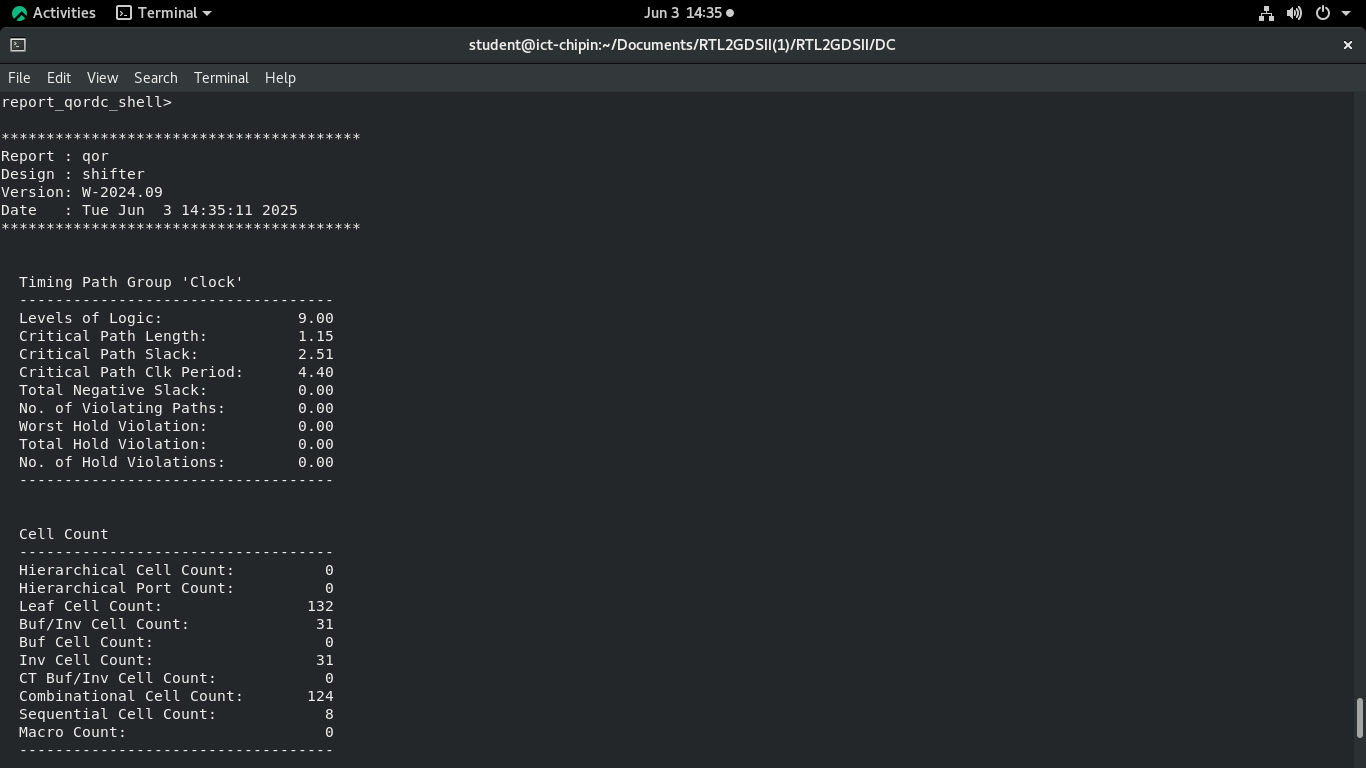 Activities Terminal Jun 3 14:35
student@ict-chipin:~/Documents/RTL2GDSII(1)/RTL2GDSII/DC ×
File Edit View Search Terminal Help
report_qordc_shell>
****************************************
Report : qor
Design : shifter
Version: W-2024.09
Date   : Tue Jun  3 14:35:11 2025
****************************************
Timing Path Group 'Clock'
-----------------------------------
Levels of Logic:               9.00
Critical Path Length:          1.15
Critical Path Slack:           2.51
Critical Path Clk Period:      4.40
Total Negative Slack:          0.00
No. of Violating Paths:        0.00
Worst Hold Violation:          0.00
Total Hold Violation:          0.00
No. of Hold Violations:        0.00
-----------------------------------
Cell Count
-----------------------------------
Hierarchical Cell Count:          0
Hierarchical Port Count:          0
Leaf Cell Count:                132
Buf/Inv Cell Count:              31
Buf Cell Count:                   0
Inv Cell Count:                  31
CT Buf/Inv Cell Count:            0
Combinational Cell Count:       124
Sequential Cell Count:            8
Macro Count:                      0
-----------------------------------